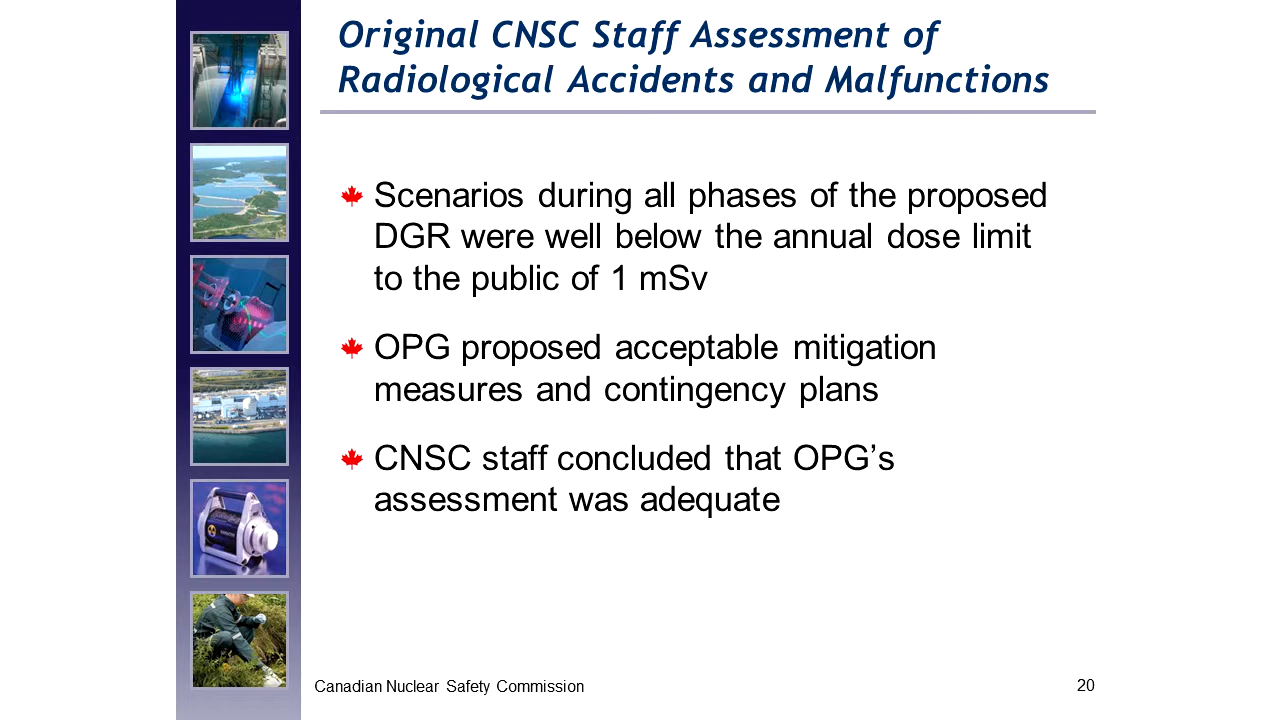 Original CNSC Staff Assessment of
Radiological Accidents and Malfunctions
Scenarios during all phases of the proposed
DGR were well below the annual dose limit
to the public of 1 mSv
OPG proposed acceptable mitigation
measures and contingency plans
CNSC staff concluded that OPG’s
assessment was adequate
Canadian Nuclear Safety Commission
20